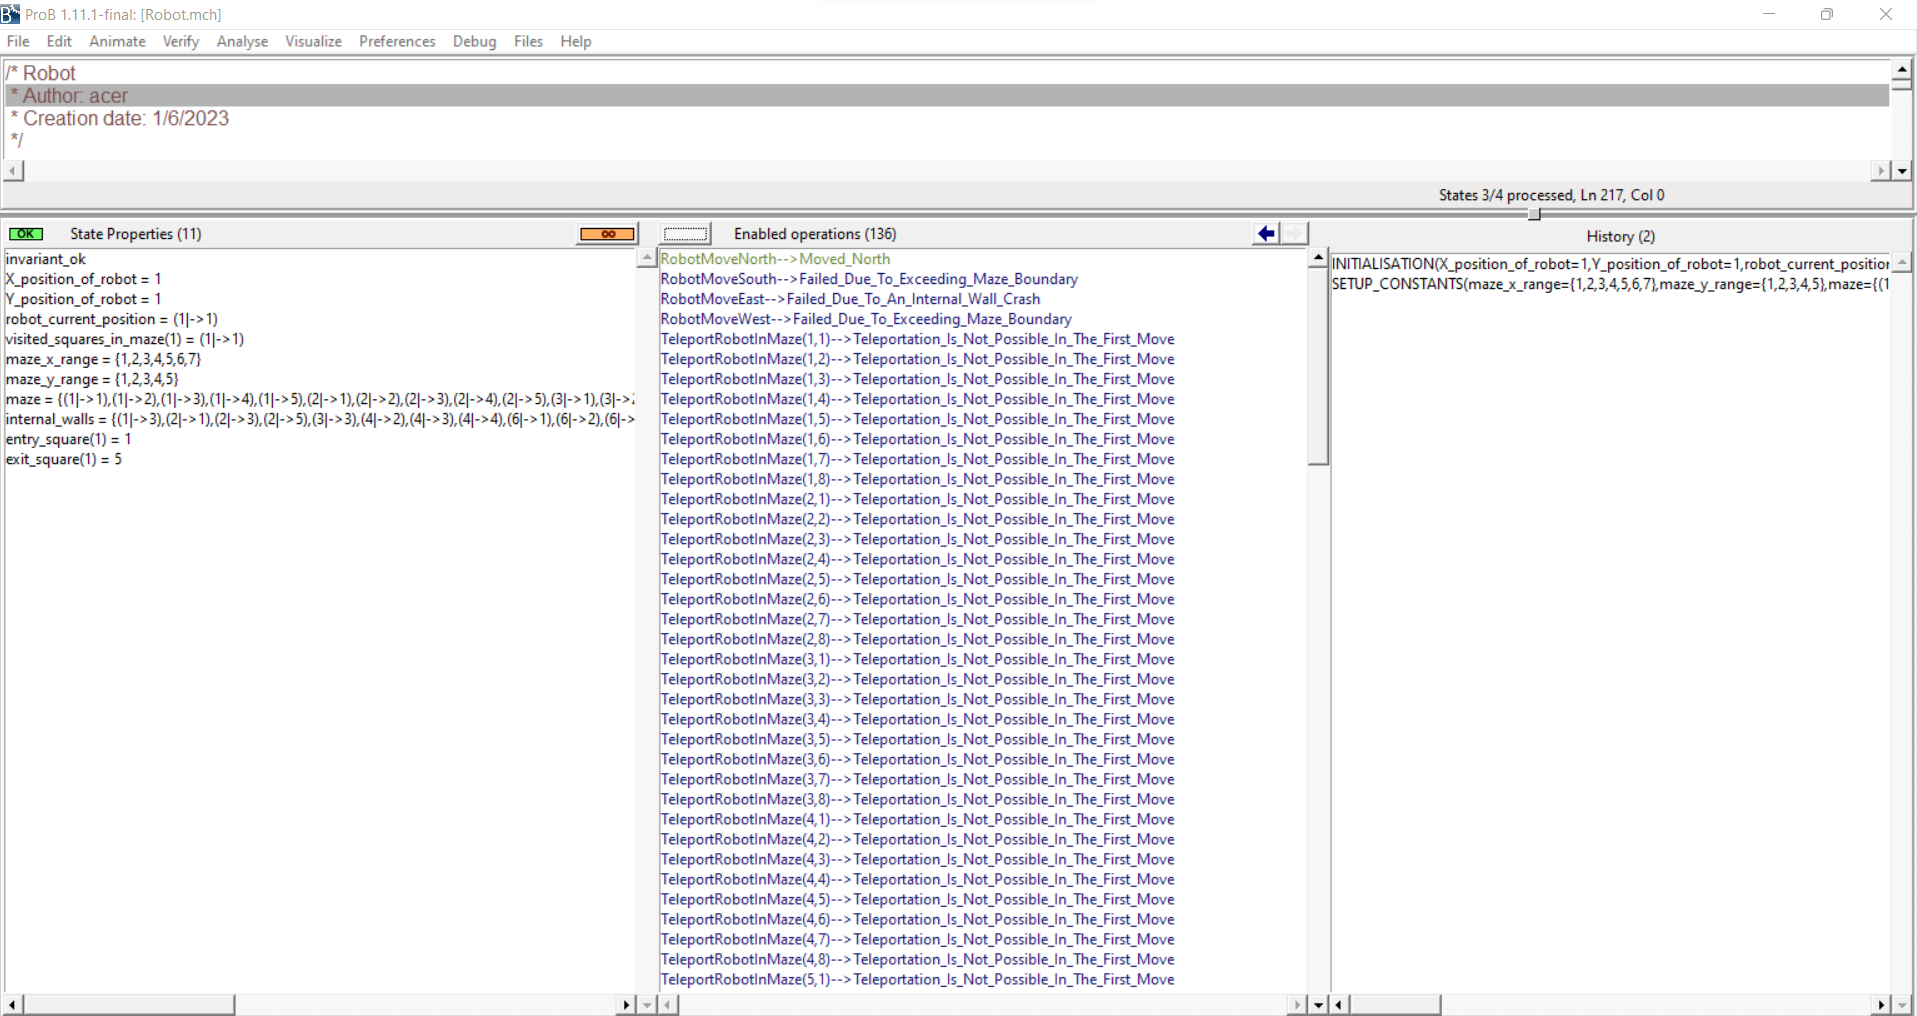 ProB 1.11.1-final: [Robot.mch]
File Edit Animate Verify Analyse Visualize Preferences Debug Files Help
/* Robot
* Author: acer
* Creation date: 1/6/2023
*/
States 3/4 processed, Ln 217, Col 0
OK State Properties (11)
invariant_ok
X_position_of_robot = 1
Y_position_of_robot = 1
robot_current_position = (1|->1)
visited_squares_in_maze(1) = (1|->1)
maze_x_range = {1,2,3,4,5,6,7}
maze_y_range = {1,2,3,4,5}
maze = {(1|->1),(1|->2),(1|->3),(1|->4),(1|->5),(2|->1),(2|->2),(2|->3),(2|->4),(2|->5),(3|->1),(3|->2
internal_walls = {(1|->3),(2|->1),(2|->3),(2|->5),(3|->3),(4|->2),(4|->3),(4|->4),(6|->1),(6|->2),(6|->
entry_square(1) = 1
exit_square(1) = 5
Enabled operations (136)
RobotMoveNorth-->Moved_North
RobotMoveSouth-->Failed_Due_To_Exceeding_Maze_Boundary
RobotMoveEast-->Failed_Due_To_An_Internal_Wall_Crash
RobotMoveWest-->Failed_Due_To_Exceeding_Maze_Boundary
TeleportRobotInMaze(1,1)-->Teleportation_Is_Not_Possible_In_The_First_Move
TeleportRobotInMaze(1,2)-->Teleportation_Is_Not_Possible_In_The_First_Move
TeleportRobotInMaze(1,3)-->Teleportation_Is_Not_Possible_In_The_First_Move
TeleportRobotInMaze(1,4)-->Teleportation_Is_Not_Possible_In_The_First_Move
TeleportRobotInMaze(1,5)-->Teleportation_Is_Not_Possible_In_The_First_Move
TeleportRobotInMaze(1,6)-->Teleportation_Is_Not_Possible_In_The_First_Move
TeleportRobotInMaze(1,7)-->Teleportation_Is_Not_Possible_In_The_First_Move
TeleportRobotInMaze(1,8)-->Teleportation_Is_Not_Possible_In_The_First_Move
TeleportRobotInMaze(2,1)-->Teleportation_Is_Not_Possible_In_The_First_Move
TeleportRobotInMaze(2,2)-->Teleportation_Is_Not_Possible_In_The_First_Move
TeleportRobotInMaze(2,3)-->Teleportation_Is_Not_Possible_In_The_First_Move
TeleportRobotInMaze(2,4)-->Teleportation_Is_Not_Possible_In_The_First_Move
TeleportRobotInMaze(2,5)-->Teleportation_Is_Not_Possible_In_The_First_Move
TeleportRobotInMaze(2,6)-->Teleportation_Is_Not_Possible_In_The_First_Move
TeleportRobotInMaze(2,7)-->Teleportation_Is_Not_Possible_In_The_First_Move
TeleportRobotInMaze(2,8)-->Teleportation_Is_Not_Possible_In_The_First_Move
TeleportRobotInMaze(3,1)-->Teleportation_Is_Not_Possible_In_The_First_Move
TeleportRobotInMaze(3,2)-->Teleportation_Is_Not_Possible_In_The_First_Move
TeleportRobotInMaze(3,3)-->Teleportation_Is_Not_Possible_In_The_First_Move
TeleportRobotInMaze(3,4)-->Teleportation_Is_Not_Possible_In_The_First_Move
TeleportRobotInMaze(3,5)-->Teleportation_Is_Not_Possible_In_The_First_Move
TeleportRobotInMaze(3,6)-->Teleportation_Is_Not_Possible_In_The_First_Move
TeleportRobotInMaze(3,7)-->Teleportation_Is_Not_Possible_In_The_First_Move
TeleportRobotInMaze(3,8)-->Teleportation_Is_Not_Possible_In_The_First_Move
TeleportRobotInMaze(4,1)-->Teleportation_Is_Not_Possible_In_The_First_Move
TeleportRobotInMaze(4,2)-->Teleportation_Is_Not_Possible_In_The_First_Move
TeleportRobotInMaze(4,3)-->Teleportation_Is_Not_Possible_In_The_First_Move
TeleportRobotInMaze(4,4)-->Teleportation_Is_Not_Possible_In_The_First_Move
TeleportRobotInMaze(4,5)-->Teleportation_Is_Not_Possible_In_The_First_Move
TeleportRobotInMaze(4,6)-->Teleportation_Is_Not_Possible_In_The_First_Move
TeleportRobotInMaze(4,7)-->Teleportation_Is_Not_Possible_In_The_First_Move
TeleportRobotInMaze(4,8)-->Teleportation_Is_Not_Possible_In_The_First_Move
TeleportRobotInMaze(5,1)-->Teleportation_Is_Not_Possible_In_The_First_Move
History (2)
INITIALISATION(X_position_of_robot=1,Y_position_of_robot=1,robot_current_position
SETUP_CONSTANTS(maze_x_range={1,2,3,4,5,6,7},maze_y_range={1,2,3,4,5},maze={(1